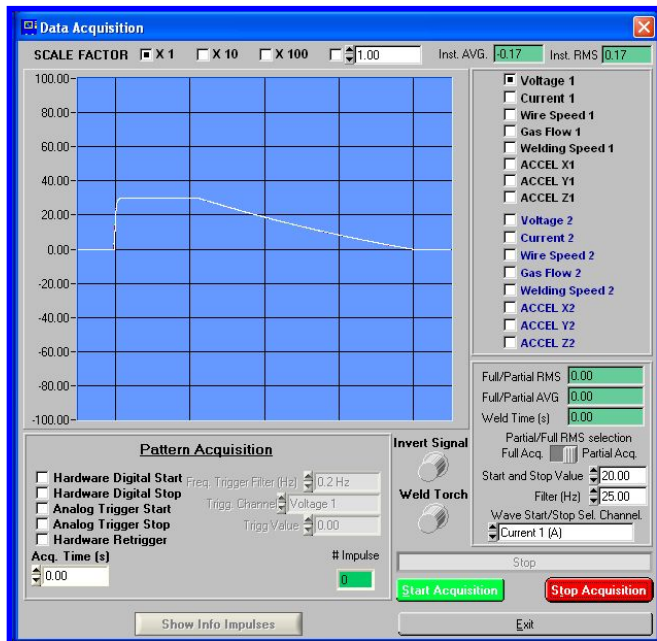 Data Acquisition
SCALE FACTOR X 1 X 10 X 100 1.00 Inst. AVG. -0.17 Inst. RMS 0.17
100.00
80.00
60.00
40.00
20.00
0.00
-20.00
-40.00
-60.00
-80.00
-100.00
Voltage 1
Current 1
Wire Speed 1
Gas Flow 1
Welding Speed 1
ACCEL X1
ACCEL Y1
ACCEL Z1
Voltage 2
Current 2
Wire Speed 2
Gas Flow 2
Welding Speed 2
ACCEL X2
ACCEL Y2
ACCEL Z2
Full/Partial RMS 0.00
Full/Partial AVG 0.00
Weld Time (s) 0.00
Partial/Full RMS selection
Full Acq. Partial Acq.
Start and Stop Value 20.00
Filter (Hz) 25.00
Wave Start/Stop Sel. Channel.
Current 1 (A)
Pattern Acquisition
Hardware Digital Start
Hardware Digital Stop
Analog Trigger Start
Analog Trigger Stop
Hardware Retrigger
Freq. Trigger Filter (Hz) 0.2 Hz
Trigg. Channel Voltage 1
Trigg Value 0.00
Acq. Time (s)
0.00
# Impulse
0
Invert Signal
Weld Torch
Stop
Start Acquisition Stop Acquisition
Show Info Impulses Exit